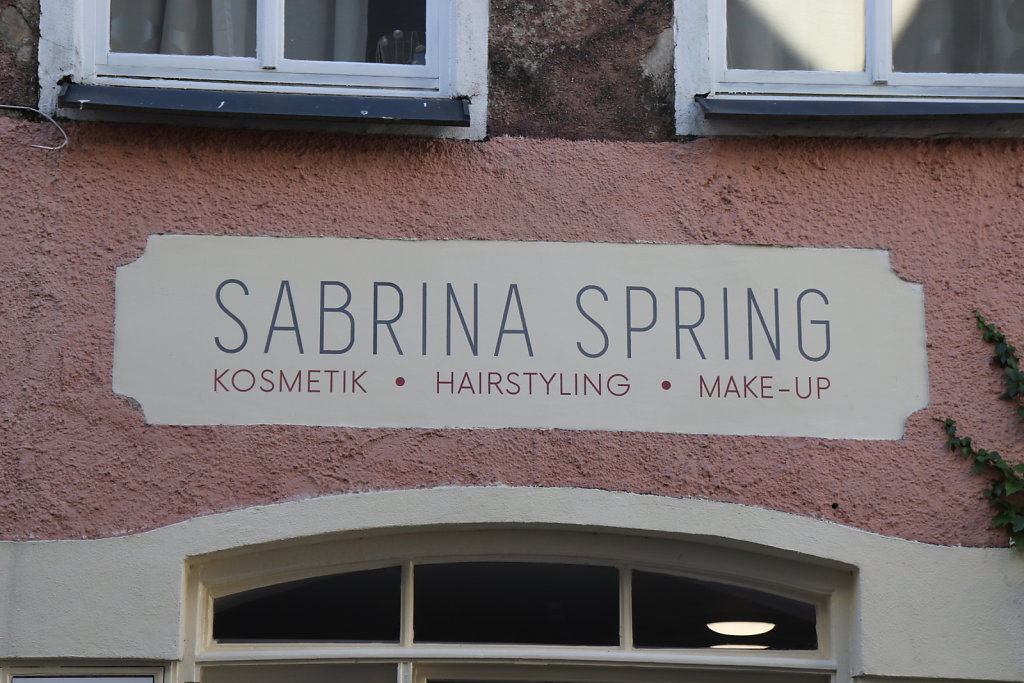 SABRINA SPRING
KOSMETIK • HAIRSTYLING • MAKE-UP